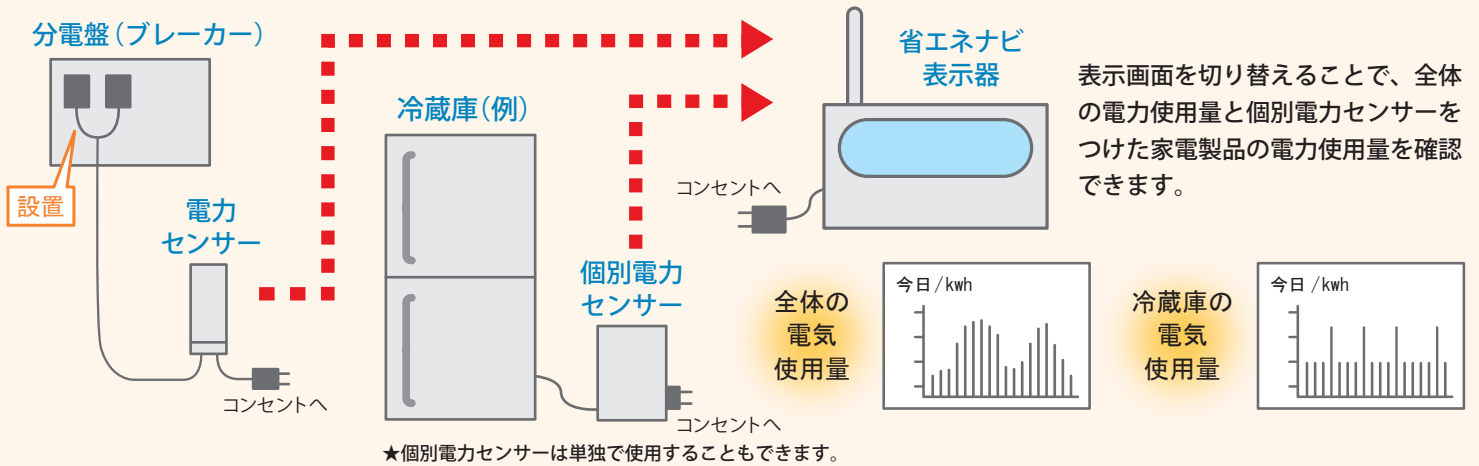 分電盤(ブレーカー)
設置
電力
センサー
コンセントへ
冷蔵庫(例)
個別電力
センサー
コンセントへ
★個別電力センサーは単独で使用することもできます。
省エネナビ
表示器
コンセントへ
表示画面を切り替えることで、全体
の電力使用量と個別電力センサーを
つけた家電製品の電力使用量を確認
できます。
全体の
電気
使用量
今日/kwh
冷蔵庫の
電気
使用量
今日/kwh